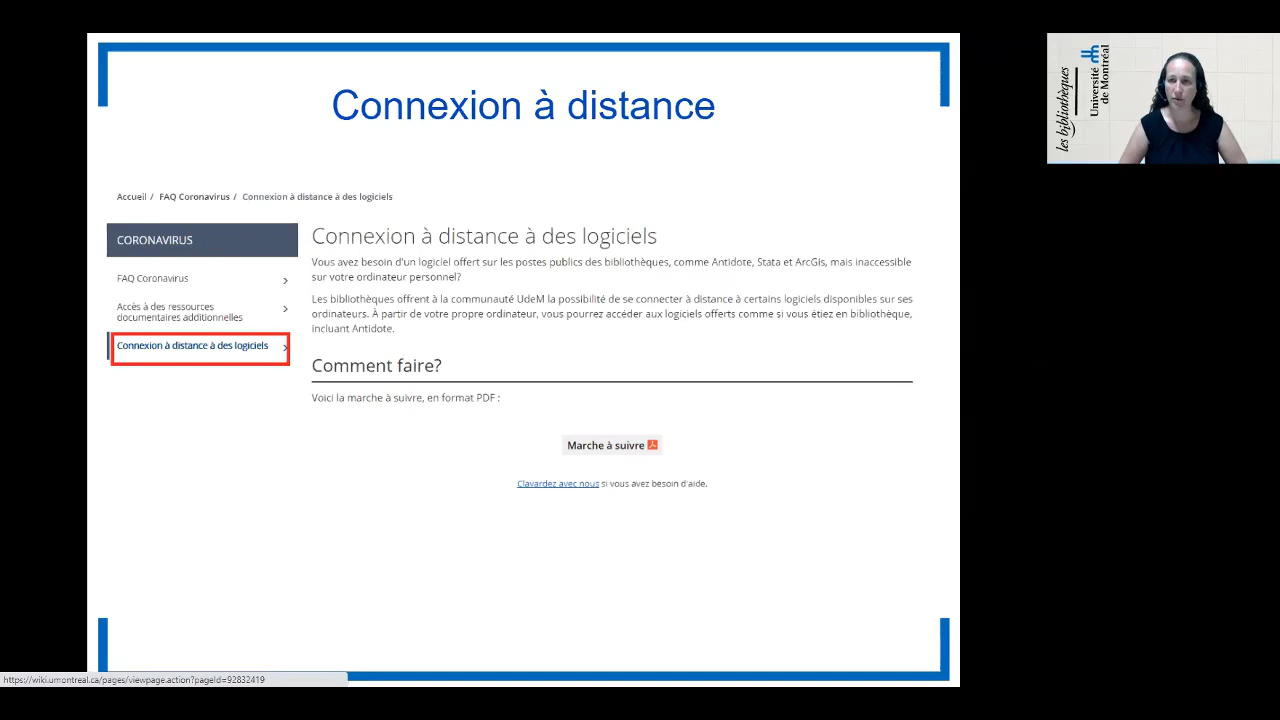 Connexion à distance
Accueil / FAQ Coronavirus / Connexion à distance à des logiciels
CORONAVIRUS
FAQ Coronavirus
Accès à des ressources
documentaires additionnelles
Connexion à distance à des logiciels
Connexion à distance à des logiciels
Vous avez besoin d'un logiciel offert sur les postes publics des bibliothèques, comme Antidote, Stata et ArcGis, mais inaccessible
sur votre ordinateur personnel?
Les bibliothèques offrent à la communauté UdeM la possibilité de se connecter à distance à certains logiciels disponibles sur ses
ordinateurs. À partir de votre propre ordinateur, vous pourrez accéder aux logiciels offerts comme si vous étiez en bibliothèque,
incluant Antidote.
Comment faire?
Voici la marche à suivre, en format PDF :
Marche à suivre
Clavardez avec nous si vous avez besoin d'aide.
https://wiki.umontreal.ca/pages/viewpage.action?pageId=92832419
les bibliothèques
Université
de Montréal